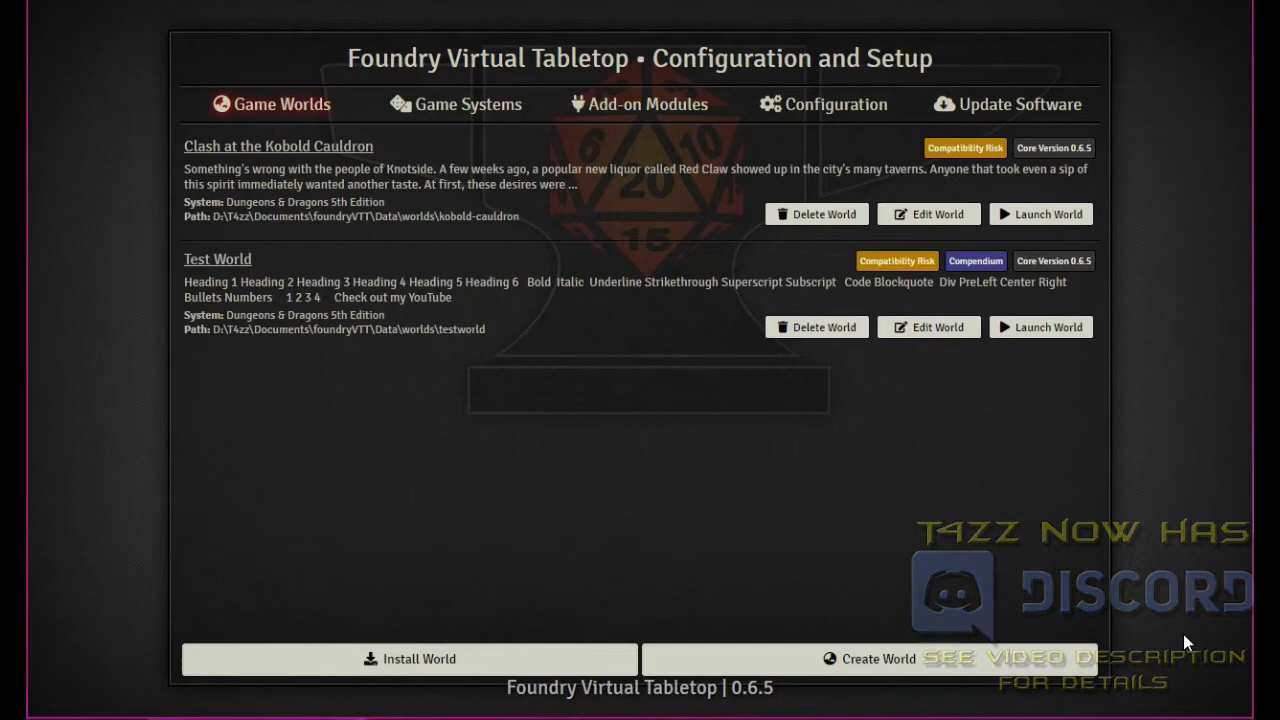 Foundry Virtual Tabletop • Configuration and Setup
Game Worlds
Game Systems
Add-on Modules
Configuration
Update Software
Clash at the Kobold Cauldron
Compatibility Risk
Core Version 0.6.5
Something's wrong with the people of Knotside. A few weeks ago, a popular new liquor called Red Claw showed up in the city's many taverns. Anyone that took even a sip of
this spirit immediately wanted another taste. At first, these desires were ...
System: Dungeons & Dragons 5th Edition
Path: D:\T4zz\Documents\foundryVTT\Data\worlds\kobold-cauldron
Delete World
Edit World
Launch World
Test World
Compatibility Risk
Compendium
Core Version 0.6.5
Heading 1 Heading 2 Heading 3 Heading 4 Heading 5 Heading 6 Bold Italic Underline Strikethrough Superscript Subscript Code Blockquote Div PreLeft Center Right
Bullets Numbers 1 2 3 4 Check out my YouTube
System: Dungeons & Dragons 5th Edition
Path: D:\T4zz\Documents\foundryVTT\Data\worlds\testworld
Delete World
Edit World
Launch World
6
10
20
15
T4ZZ NOW HAS
DISCORD
SEE VIDEO DESCRIPTION
FOR DETAILS
Install World
Create World
Foundry Virtual Tabletop | 0.6.5